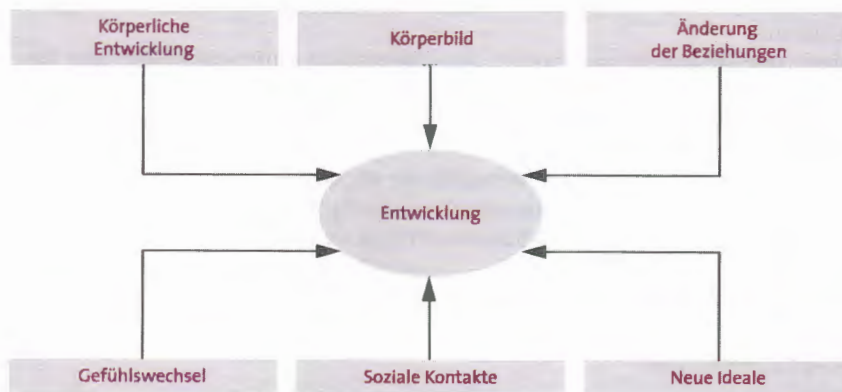 Körperliche
Entwicklung
Körperbild
Änderung
der Beziehungen
Entwicklung
Gefühlswechsel
Soziale Kontakte
Neue Ideale